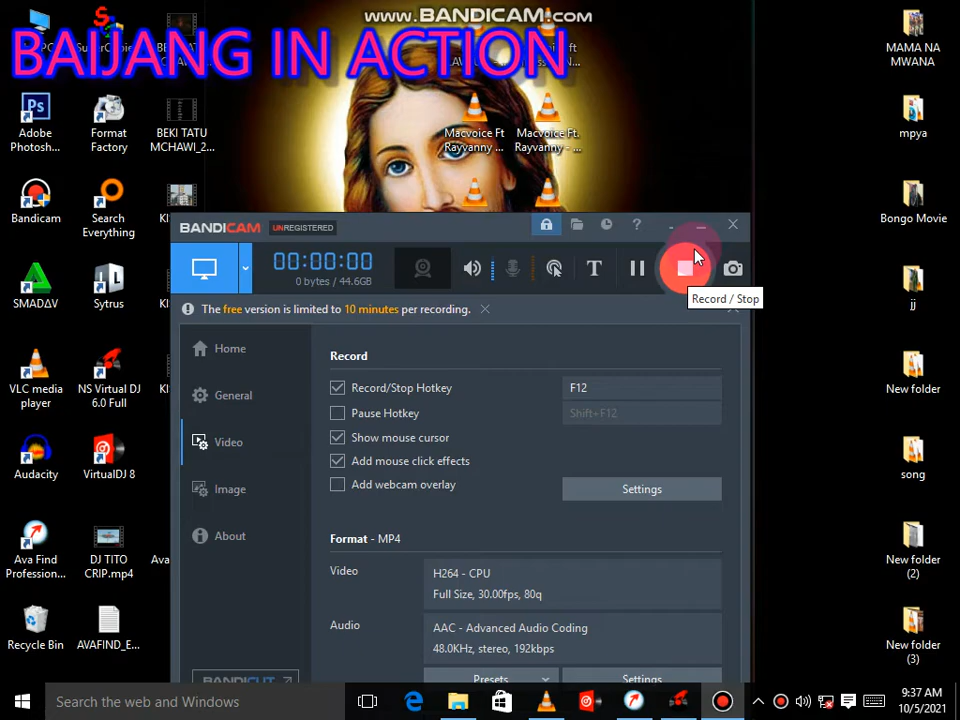 www.BANDICAM.com
BAIJANG IN ACTION
MAMA NA
MWANA
Adobe
Photosh...
Format
Factory
BEKI TATU
MCHAWI_2...
Macvoice Ft
Rayvanny ...
Macvoice Ft.
Rayvanny - ...
mpya
Bandicam
Search
Everything
Bongo Movie
BANDICAM
UNREGISTERED
00:00:00
0 bytes / 44.6GB
Record / Stop
SMADΔV
Sytrus
jj
The free version is limited to 10 minutes per recording.
Home
General
Video
Image
About
Record
Record/Stop Hotkey
F12
Pause Hotkey
Shift+F12
Show mouse cursor
Add mouse click effects
Add webcam overlay
Settings
Format - MP4
Video
H264 - CPU
Full Size, 30.00fps, 80q
Audio
AAC - Advanced Audio Coding
48.0KHz, stereo, 192kbps
Presets
Settings
BANDICUT
VLC media
player
NS Virtual DJ
6.0 Full
New folder
Audacity
VirtualDJ 8
song
Ava Find
Profession...
DJ TITO
CRIP.mp4
New folder
(2)
Recycle Bin
AVAFIND_E...
New folder
(3)
Search the web and Windows
9:37 AM
10/5/2021